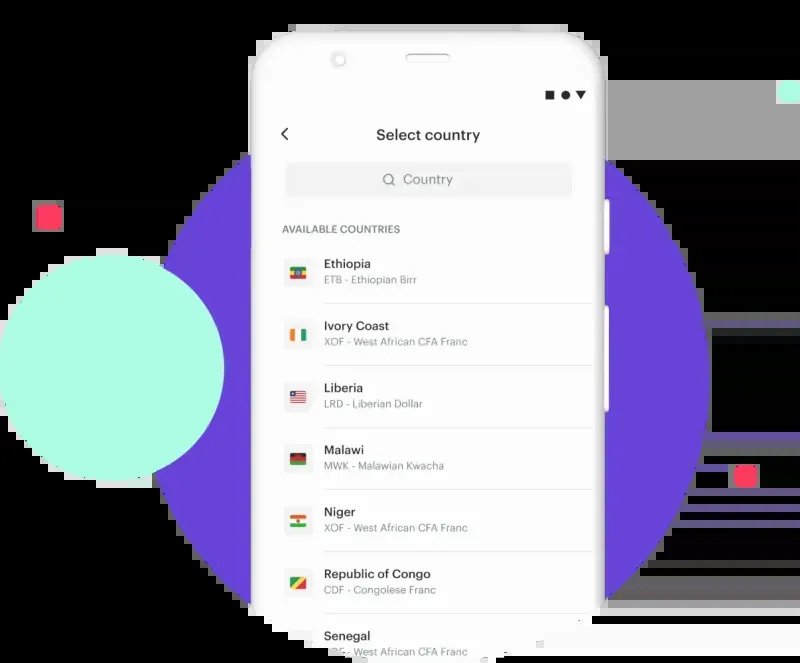 Select country
Country
AVAILABLE COUNTRIES
Ethiopia
ETB - Ethiopian Birr
Ivory Coast
XOF - West African CFA Franc
Liberia
LRD - Liberian Dollar
Malawi
MWK - Malawian Kwacha
Niger
XOF - West African CFA Franc
Republic of Congo
CDF - Congolese Franc
Senegal
- West African CFA Franc